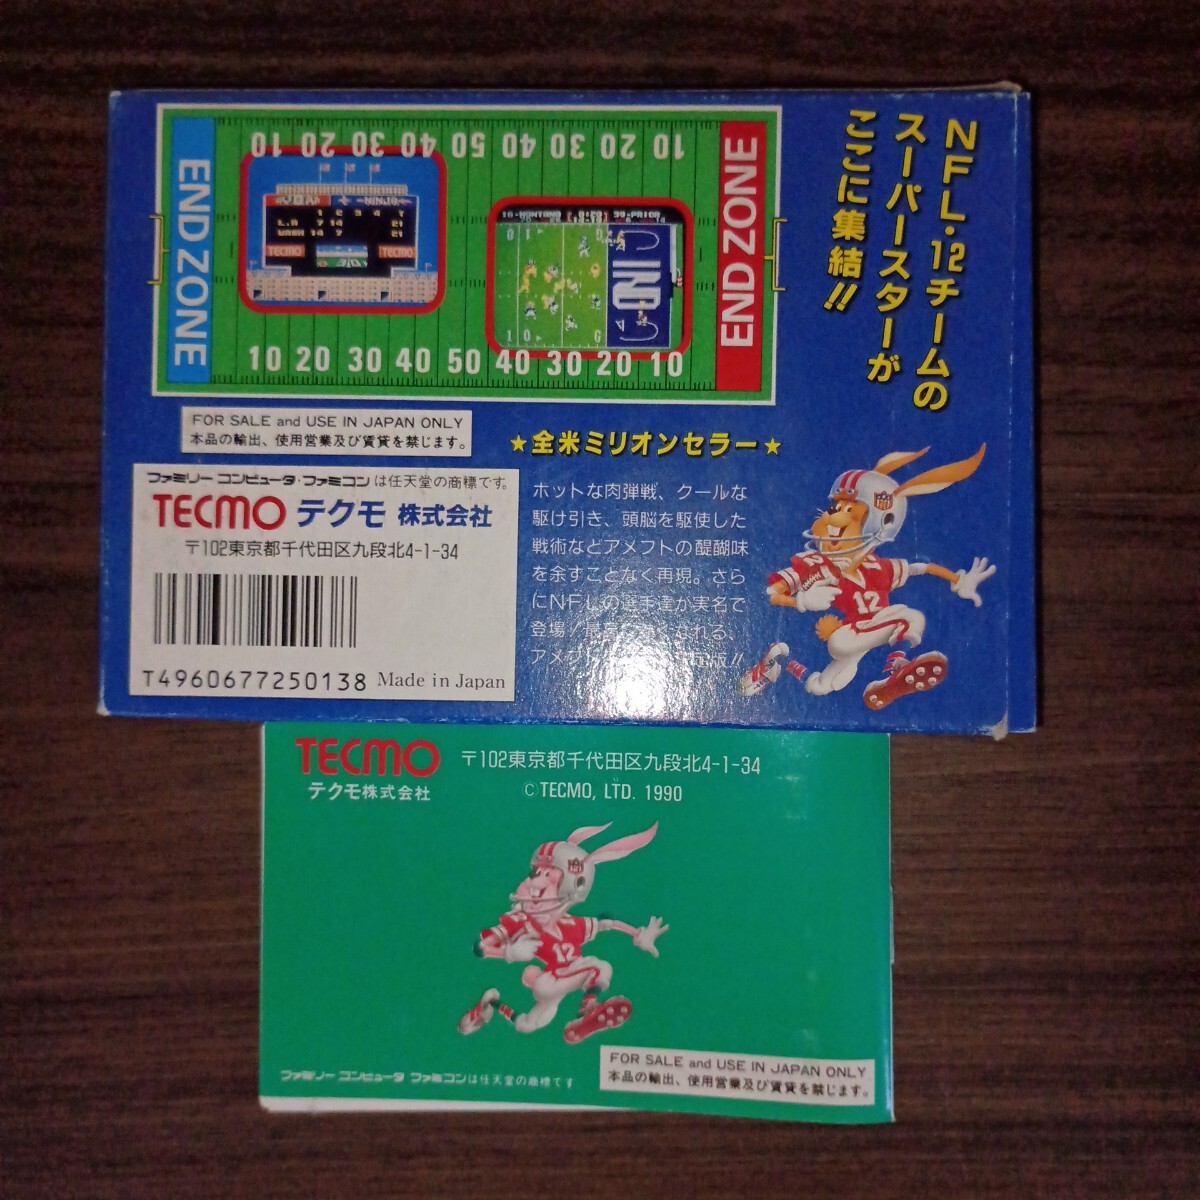 NFL・12チームの
スーパースターが
ここに集結!!
10 20 30 40 50 40 30 20 10
END ZONE
END ZONE
1 2 3 4 T
TECMO
TECMO
IND
10 20 30 40 50 40 30 20 10
FOR SALE and USE IN JAPAN ONLY
本品の輸出、使用営業及び賃貸を禁じます。
★全米ミリオンセラー★
ファミリー コンピュータ・ファミコンは任天堂の商標です。
TECMO テクモ 株式会社
〒102東京都千代田区九段北4-1-34
T4960677250138 Made in Japan
ホットな肉弾戦、クールな
駆け引き、頭脳を駆使した
戦術などアメフトの醍醐味
を余すことなく再現。さら
にNFLの選手達が実名で
登場!
12
12
TECMO
テクモ株式会社
〒102東京都千代田区九段北4-1-34
©TECMO, LTD. 1990
12
12
ファミリー コンピュータ ファミコンは任天堂の商標です
FOR SALE and USE IN JAPAN ONLY
本品の輸出、使用営業及び賃貸を禁じます。